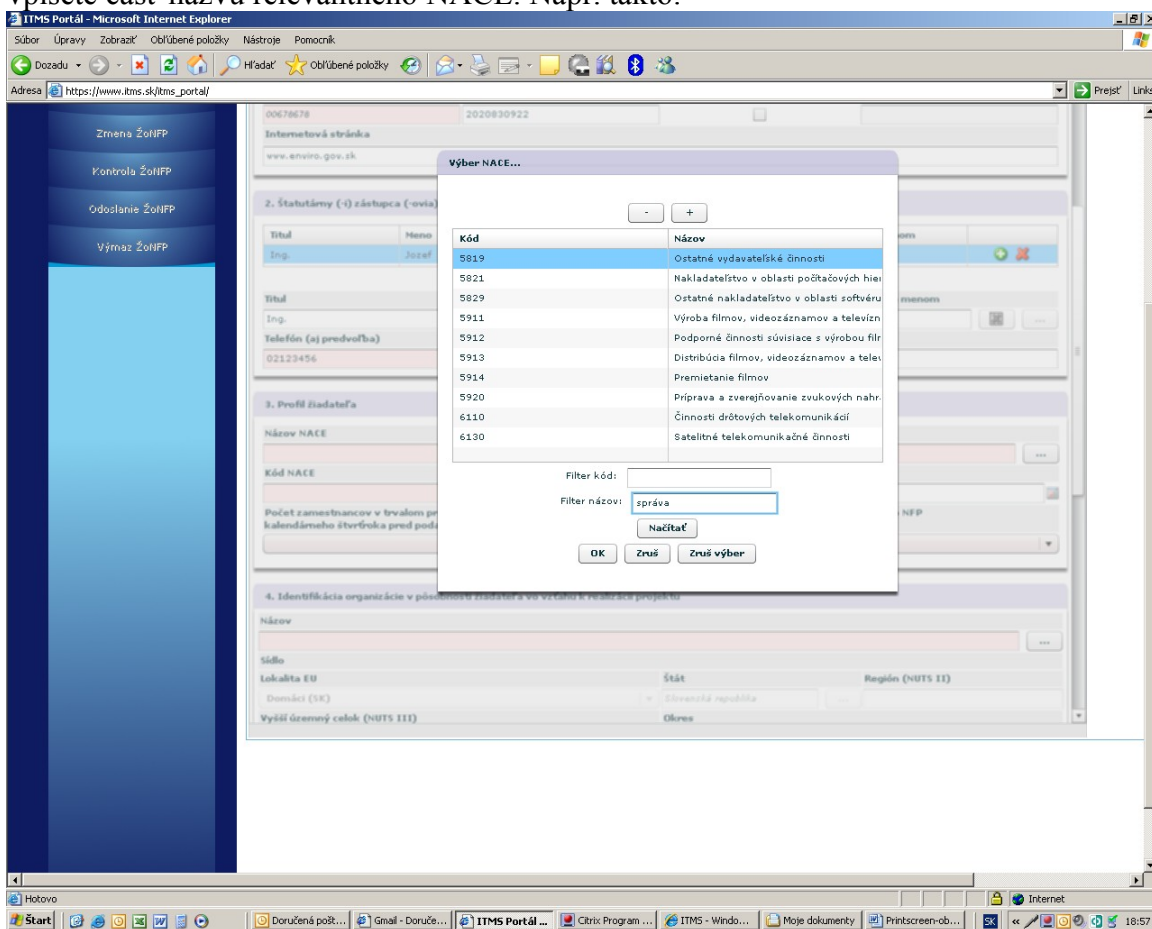 vpíšete časť názvu relevantného NACE. Napr. takto:
ITMS Portál - Microsoft Internet Explorer
Súbor Úpravy Zobraziť Obľúbené položky Nástroje Pomocník
Dozadu Hľadať Obľúbené položky
Adresa https://www.itms.sk/itms_portal/ Prejsť Links
Zmena ŽoNFP
Kontrola ŽoNFP
Odoslanie ŽoNFP
Výmaz ŽoNFP
00678678 2020830922
Internetová stránka
www.enviro.gov.sk
2. Štatutárny (-i) zástupca (-ovia)
Titul Meno
Ing. Jozef
Titul menom
Ing. ...
Telefón (aj predvoľba)
02123456
3. Profil žiadateľa
Názov NACE
...
Kód NACE
Počet zamestnancov v trvalom NFP
kalendárneho štvrťroka pred
4. Identifikácia organizácie v pôsobnosti žiadateľa vo vzťahu k realizácii projektu
Názov
...
Sídlo
Lokalita EU Štát Región (NUTS II)
Domáci (SK) Slovenská republika ...
Vyšší územný celok (NUTS III) Okres
Výber NACE...
- +
Kód Názov
5819 Ostatné vydavateľské činnosti
5821 Nakladateľstvo v oblasti počítačových hier
5829 Ostatné nakladateľstvo v oblasti softvéru
5911 Výroba filmov, videozáznamov a televízn
5912 Podporné činnosti súvisiace s výrobou filr
5913 Distribúcia filmov, videozáznamov a telev
5914 Premietanie filmov
5920 Príprava a zverejňovanie zvukových nahr
6110 Činnosti drôtových telekomunikácií
6130 Satelitné telekomunikačné činnosti
Filter kód:
Filter názov: správa
Načítať
OK Zruš Zruš výber
Hotovo Internet
Štart Doručená pošt... Gmail - Doruče... ITMS Portál ... Citrix Program ... ITMS - Windo... Moje dokumenty Printscreen-ob... SK « 18:57